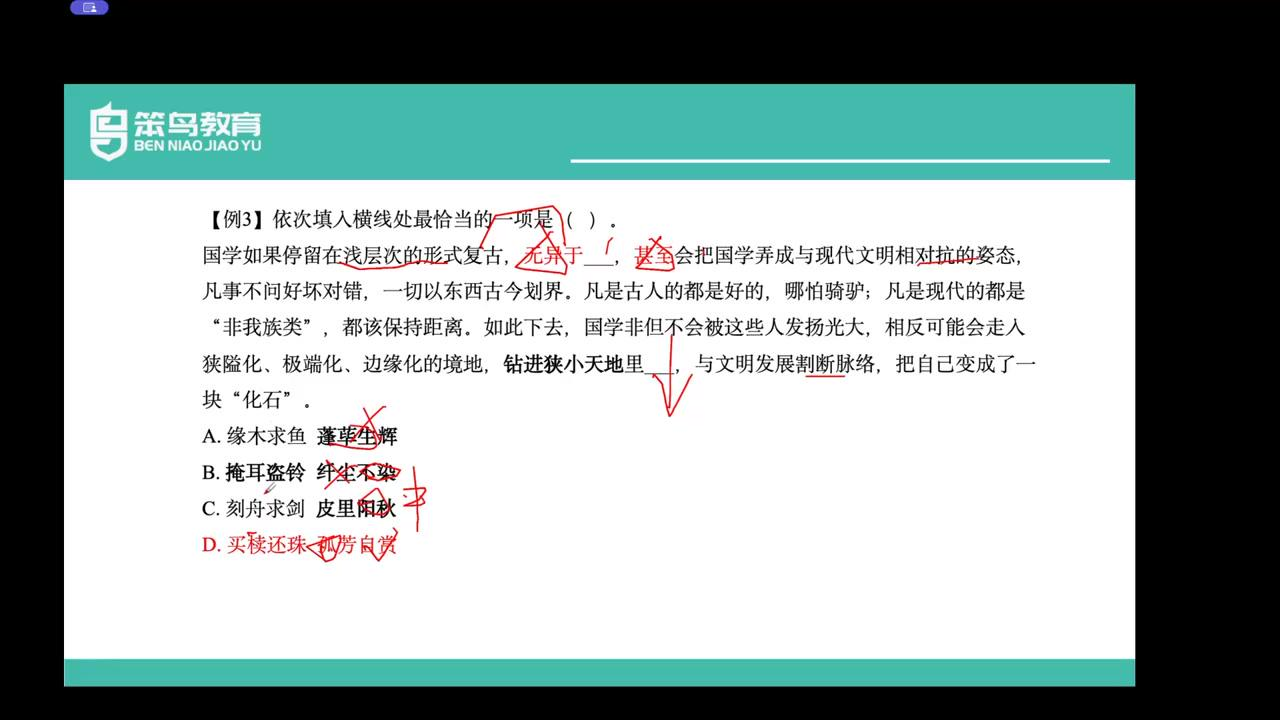 笨鸟教育
BEN NIAO JIAO YU
【例3】依次填入横线处最恰当的一项是（ ）。
国学如果停留在浅层次的形式复古，无异于___，甚至会把国学弄成与现代文明相对抗的姿态，
凡事不问好坏对错，一切以东西古今划界。凡是古人的都是好的，哪怕骑驴；凡是现代的都是
“非我族类”，都该保持距离。如此下去，国学非但不会被这些人发扬光大，相反可能会走入
狭隘化、极端化、边缘化的境地，钻进狭小天地里___，与文明发展割断脉络，把自己变成了一
块“化石”。
A. 缘木求鱼 蓬荜生辉
B. 掩耳盗铃 纤尘不染
C. 刻舟求剑 皮里阳秋
D. 买椟还珠 孤芳自赏